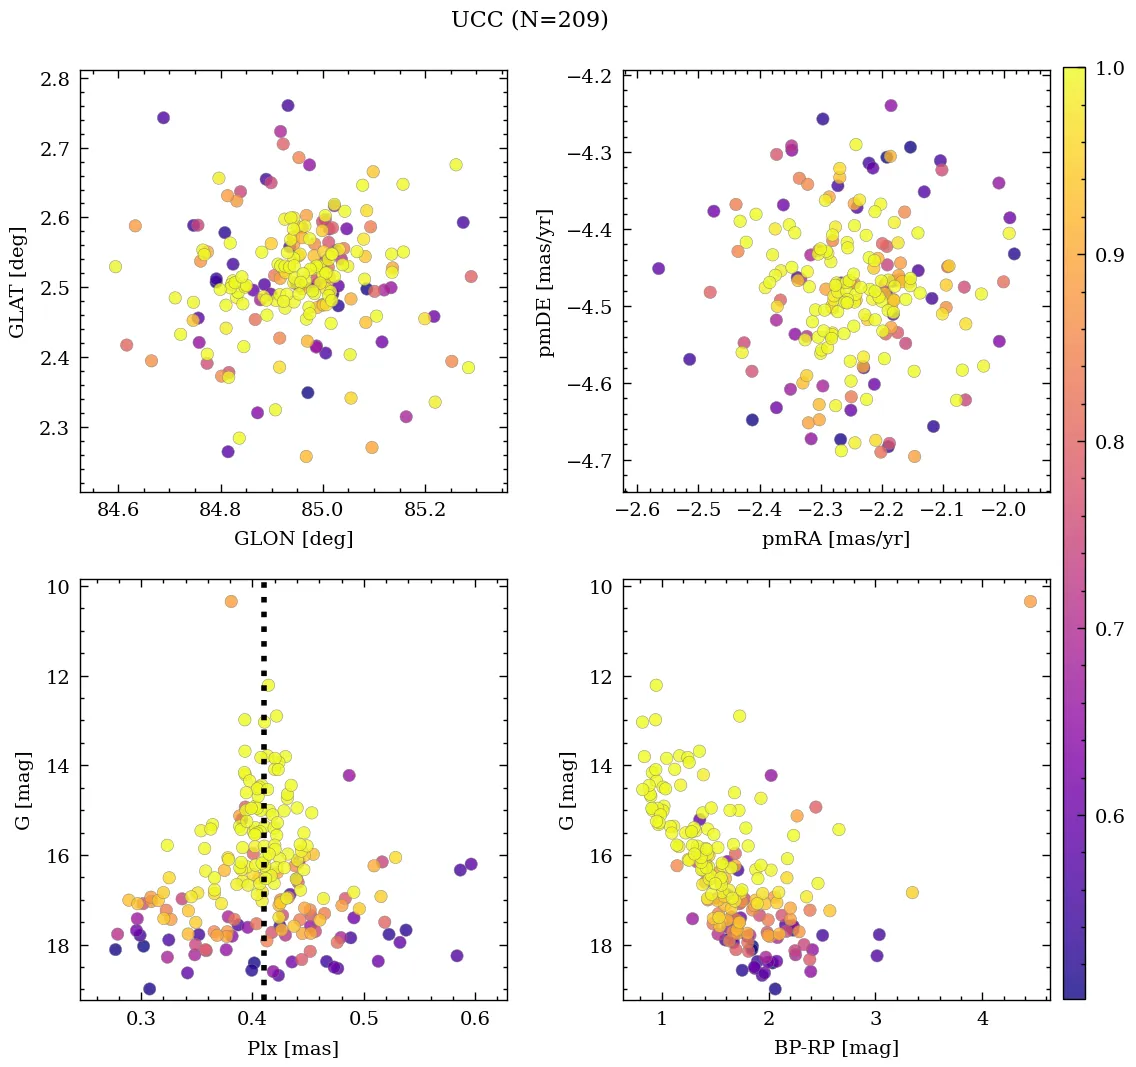 UCC (N=209)
2.8
2.7
2.6
2.5
2.4
2.3
GLAT [deg]
84.6 84.8 85.0 85.2
GLON [deg]
−4.2
−4.3
−4.4
−4.5
−4.6
−4.7
pmDE [mas/yr]
−2.6 −2.5 −2.4 −2.3 −2.2 −2.1 −2.0
pmRA [mas/yr]
1.0
0.9
0.8
0.7
0.6
10
12
14
16
18
G [mag]
0.3 0.4 0.5 0.6
Plx [mas]
10
12
14
16
18
G [mag]
1 2 3 4
BP-RP [mag]